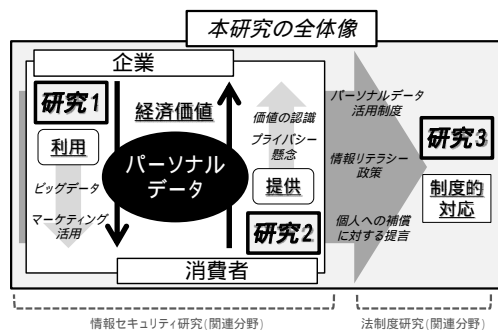 本研究の全体像
企業
研究1
利用
ビッグデータ
マーケティング
活用
経済価値
パーソナル
データ
価値の認識
プライバシー
懸念
提供
研究2
消費者
パーソナルデータ
活用制度
情報リテラシー
政策
個人への補償
に対する提言
研究3
制度的
対応
情報セキュリティ研究(関連分野)
法制度研究(関連分野)